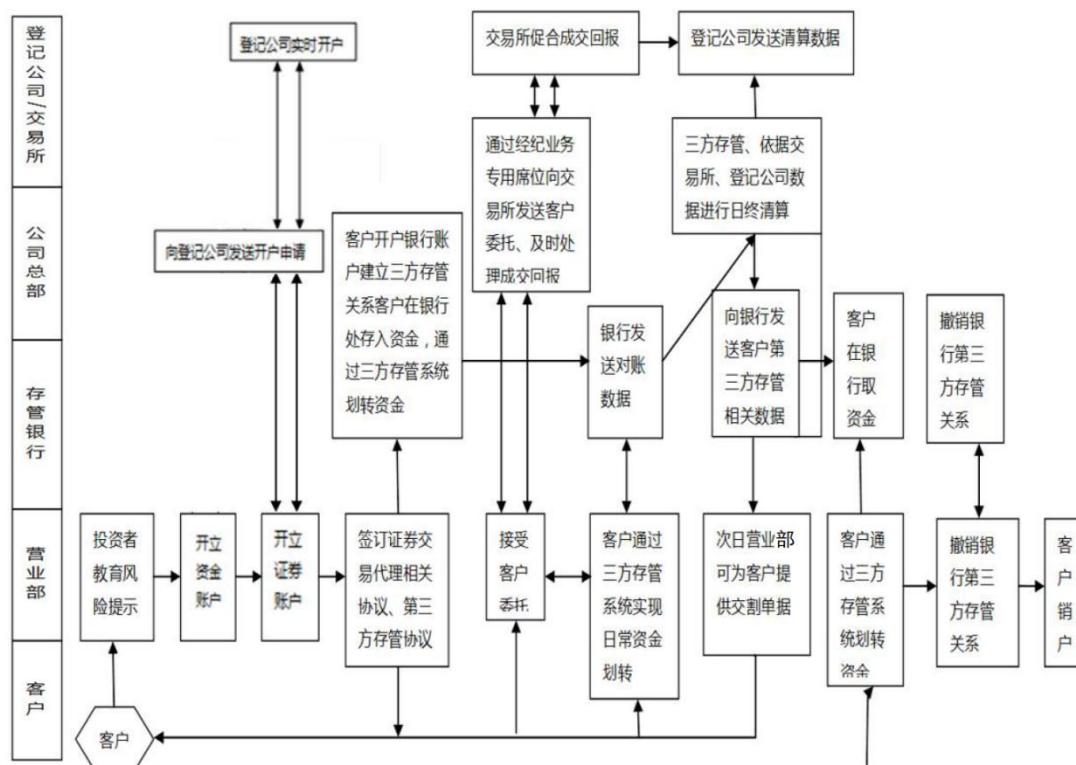 登记公司/交易所
公司总部
存管银行
营业部
客户
登记公司实时开户
交易所促合成交回报
登记公司发送清算数据
通过经纪业务
专用席位向交
易所发送客户
委托、及时处
理成交回报
三方存管、依据交
易所、登记公司数
据进行日终清算
向登记公司发送开户申请
客户开户银行账
户建立三方存管
关系客户在银行
处存入资金，通
过三方存管系统
划转资金
银行发
送对账
数据
向银行发
送客户第
三方存管
相关数据
客户
在银
行取
资金
撤销银
行第三
方存管
关系
投资者
教育风
险提示
开立
资金
账户
开立
证券
账户
签订证券交
易代理相关
协议、第三
方存管协议
接受
客户
委托
客户通过
三方存管
系统实现
日常资金
划转
次日营业部
可为客户提
供交割单据
客户通
过三方
存管系
统划转
资金
撤销银
行第三
方存管
关系
客
户
销
户
客户